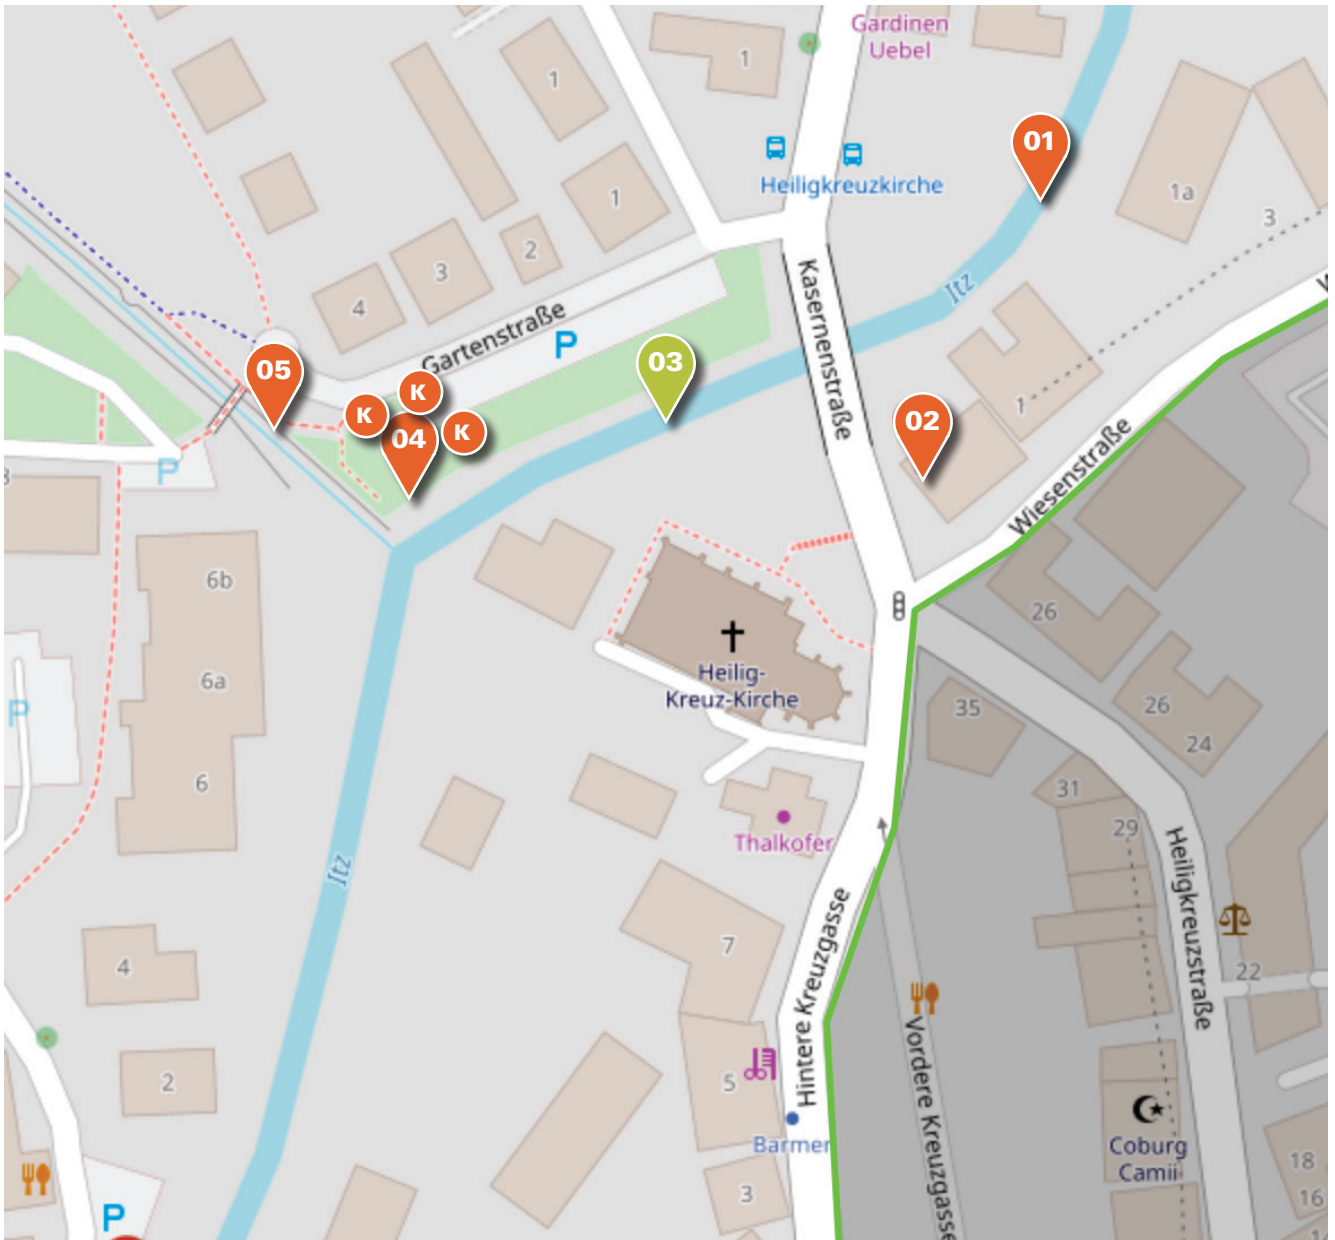 Gardinen
Uebel
1
1
01
Heiligkreuzkirche
1a
1
3
2
3
Kasernenstraße
Itz
4
Gartenstraße
P
03
05
K
K
1
K
04
02
Wiesenstraße
P
6b
26
Heilig-
Kreuz-Kirche
6a
35
26
P
24
6
31
Thalkofer
29
Itz
Heiligkreuzstraße
7
4
22
Hintere Kreuzgasse
Vordere Kreuzgasse
2
5
Barmer
Coburg
Camii
18
3
16
P